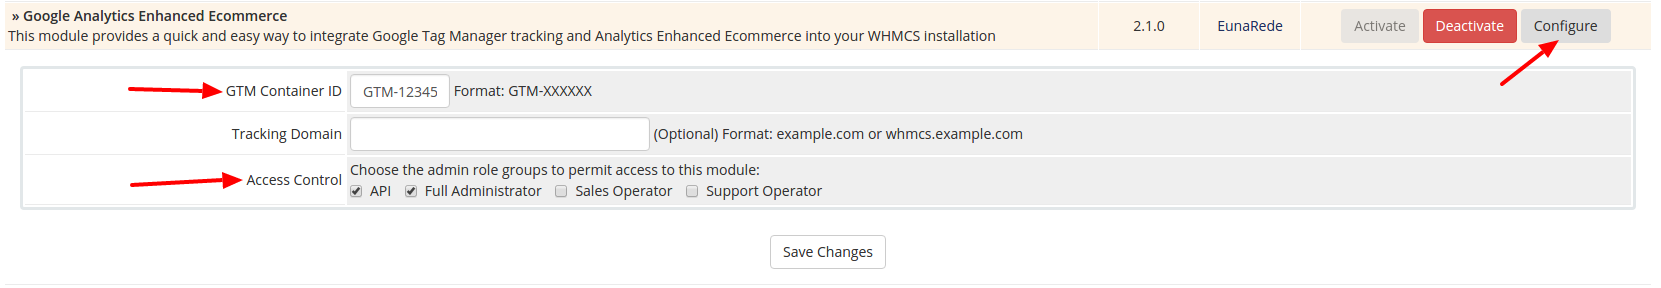 » Google Analytics Enhanced Ecommerce
This module provides a quick and easy way to integrate Google Tag Manager tracking and Analytics Enhanced Ecommerce into your WHMCS installation
2.1.0
EunaRede
Activate
Deactivate
Configure
GTM Container ID
GTM-12345
Format: GTM-XXXXXX
Tracking Domain
(Optional) Format: example.com or whmcs.example.com
Access Control
Choose the admin role groups to permit access to this module:
API Full Administrator Sales Operator Support Operator
Save Changes